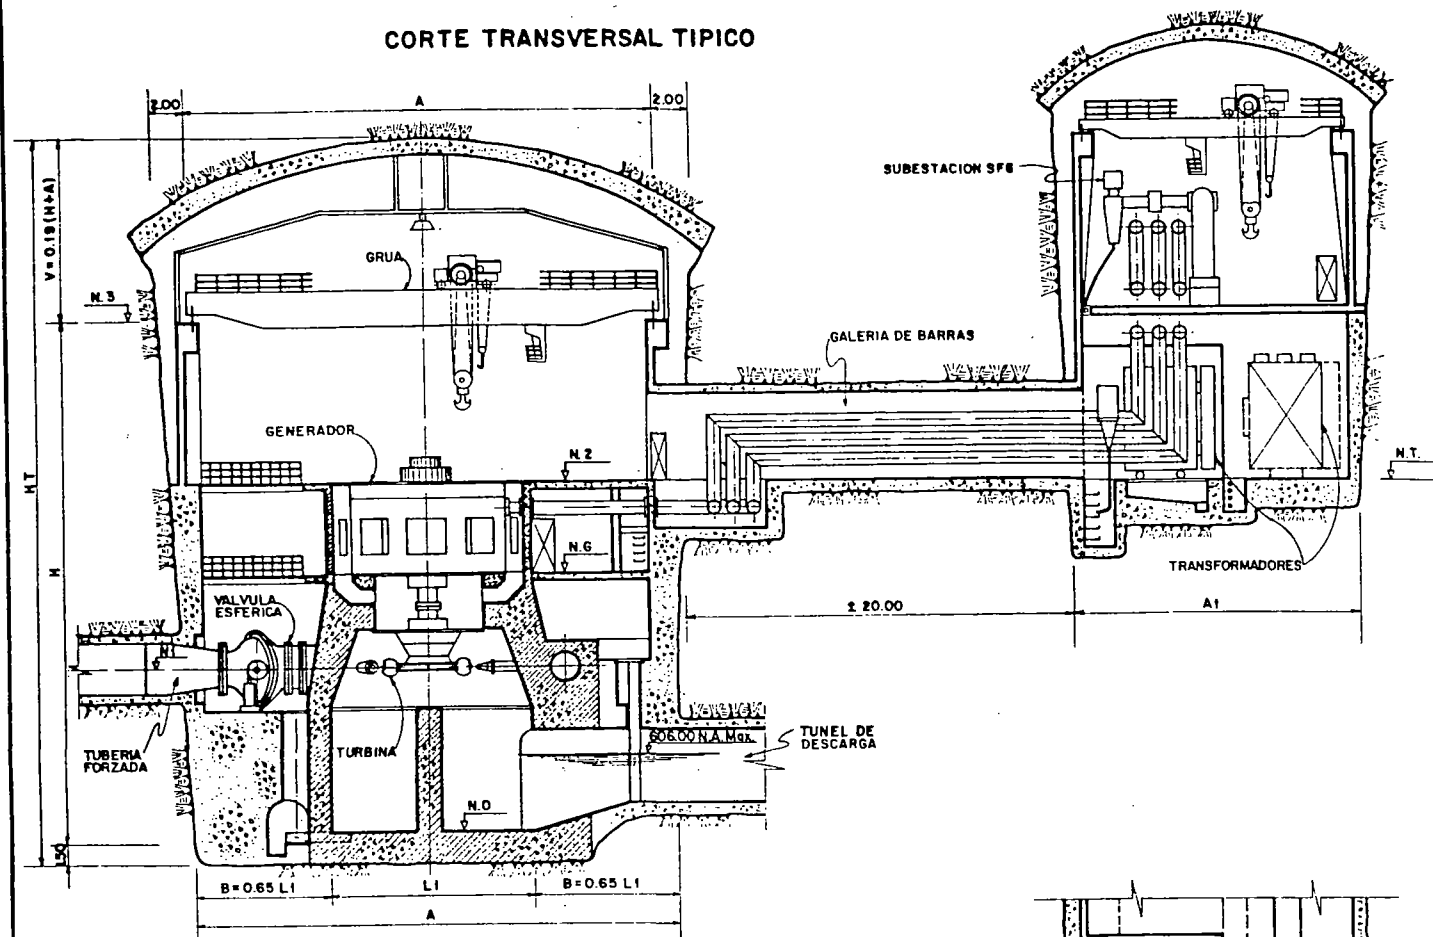 CORTE TRANSVERSAL TIPICO
2.00
A
2.00
SUBESTACION SF6
V = 0.19 (H+A)
GRUA
N.3
GALERIA DE BARRAS
GENERADOR
N.2
N.T.
HT
H
N.G
TRANSFORMADORES
VALVULA
ESFERICA
± 20.00
A1
N.1
TUBERIA
FORZADA
TURBINA
606.00 N.A. Max.
TUNEL DE
DESCARGA
N.O
1.50
B = 0.65 L1
L1
B = 0.65 L1
A